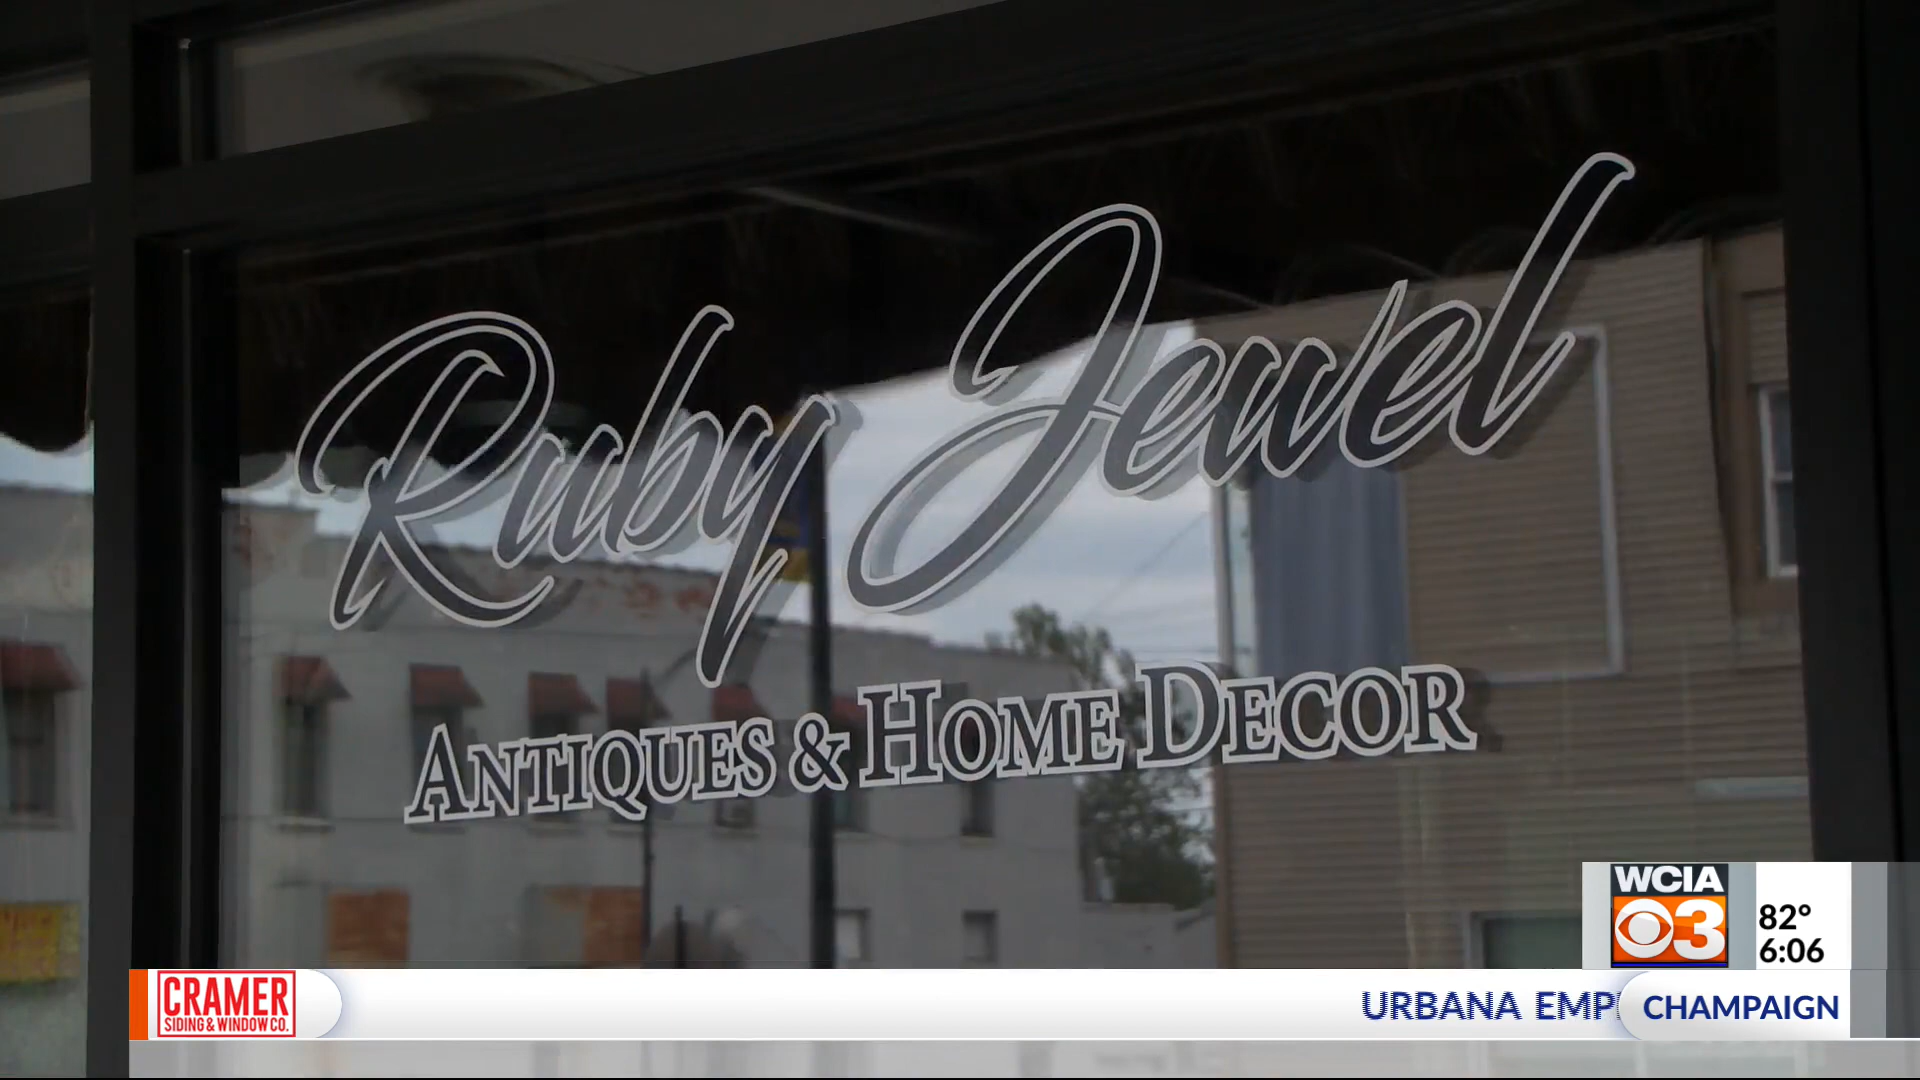 Ruby Jewel
ANTIQUES & HOME DECOR
WCIA
3
82°
6:06
CRAMER
SIDING & WINDOW CO.
URBANA EMP
CHAMPAIGN